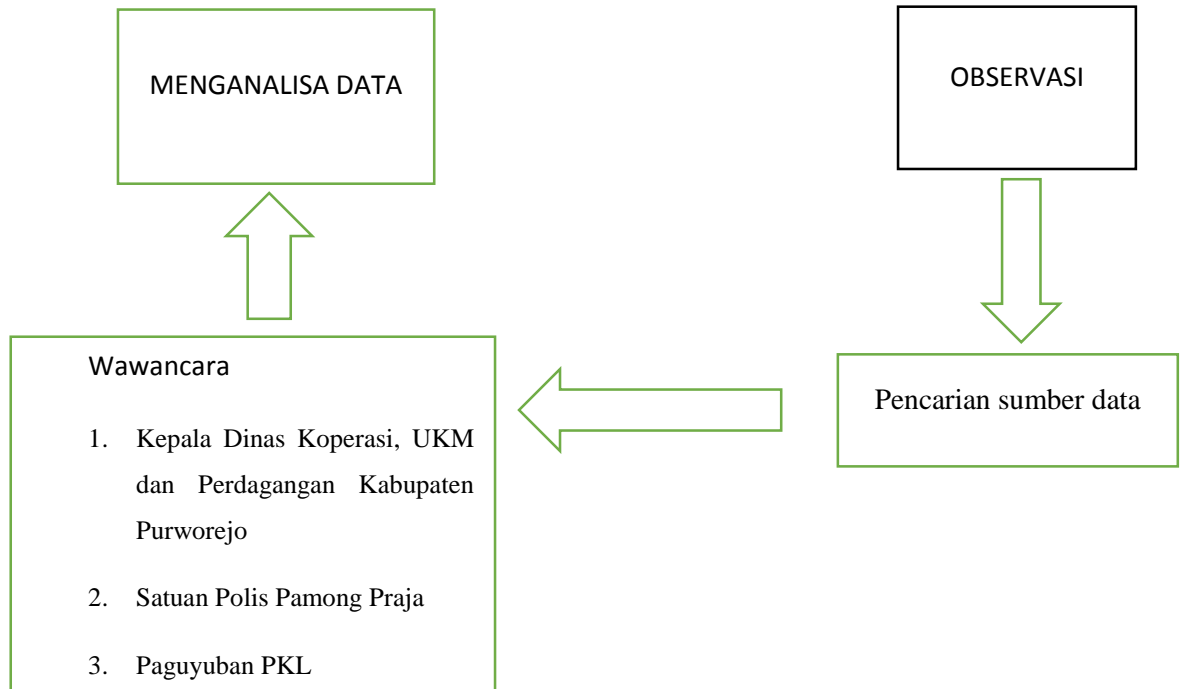 MENGANALISA DATA
OBSERVASI
Pencarian sumber data
Wawancara
1. Kepala Dinas Koperasi, UKM
dan Perdagangan Kabupaten
Purworejo
2. Satuan Polis Pamong Praja
3. Paguyuban PKL